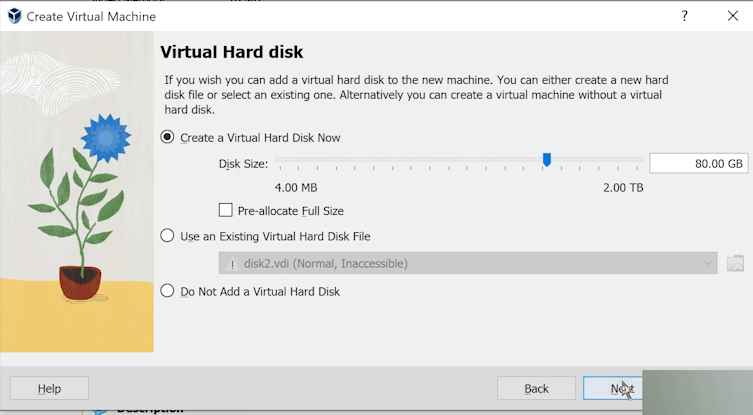 Create Virtual Machine
?
Virtual Hard disk
If you wish you can add a virtual hard disk to the new machine. You can either create a new hard
disk file or select an existing one. Alternatively you can create a virtual machine without a virtual
hard disk.
Create a Virtual Hard Disk Now
Disk Size:
80.00 GB
4.00 MB
2.00 TB
Pre-allocate Full Size
Use an Existing Virtual Hard Disk File
disk2.vdi (Normal, Inaccessible)
Do Not Add a Virtual Hard Disk
Help
Back
Next
Description